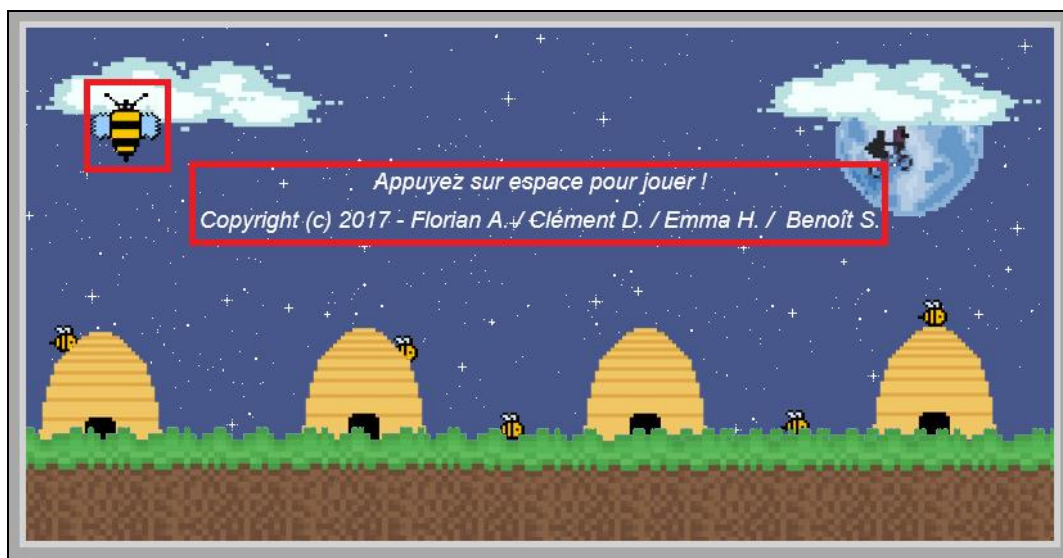 Appuyez sur espace pour jouer !
Copyright (c) 2017 - Florian A. / Clément D. / Emma H. / Benoît S.